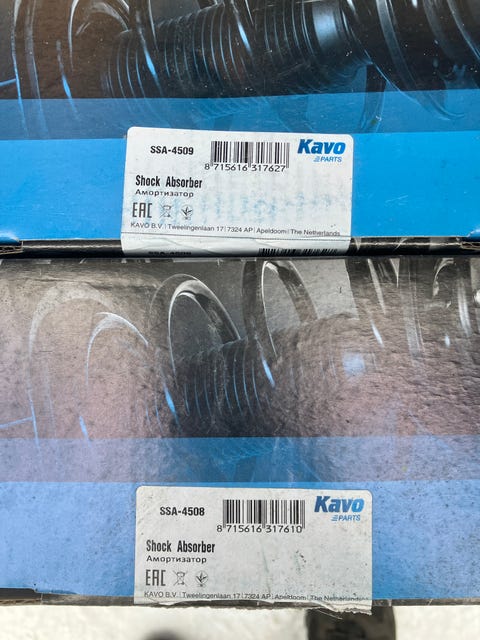 SSA-4509
Kavo
PARTS
8 715616 317627
Shock Absorber
Амортизатор
EAC
KAVO B.V. | Tweelingenlaan 17 | 7324 AP | Apeldoorn | The Netherlands
SSA-4508
Kavo
PARTS
8 715616 317610
Shock Absorber
Амортизатор
EAC
KAVO B.V. | Tweelingenlaan 17 | 7324 AP | Apeldoorn | The Netherlands